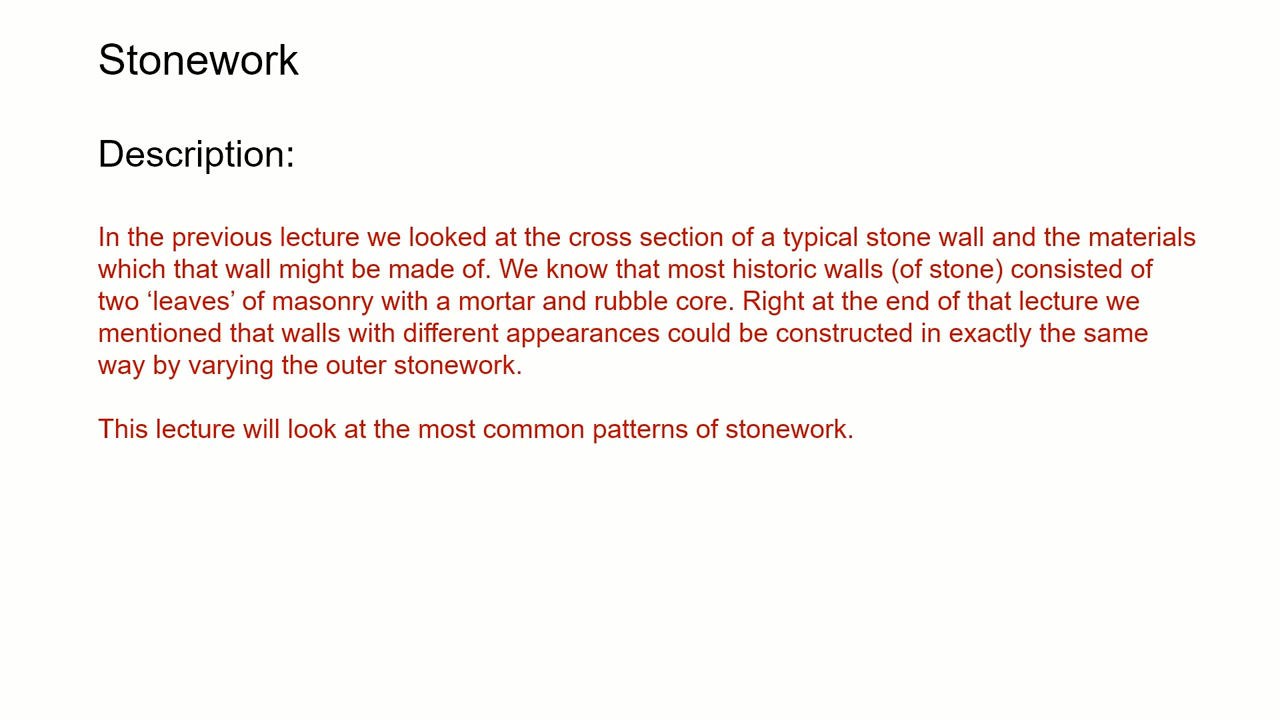 Stonework
Description:
In the previous lecture we looked at the cross section of a typical stone wall and the materials
which that wall might be made of. We know that most historic walls (of stone) consisted of
two ‘leaves’ of masonry with a mortar and rubble core. Right at the end of that lecture we
mentioned that walls with different appearances could be constructed in exactly the same
way by varying the outer stonework.
This lecture will look at the most common patterns of stonework.